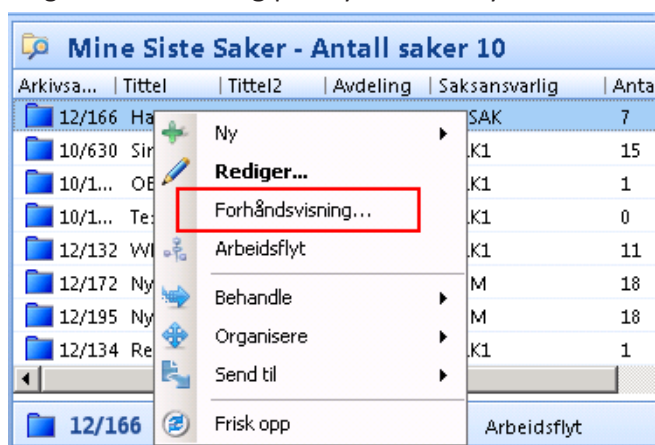 Mine Siste Saker - Antall saker 10
Arkivsa... Tittel Tittel2 Avdeling Saksansvarlig Anta
12/166 Ha SAK 7
Ny
10/630 Sir K1 15
Rediger...
10/1... OE K1 1
Forhåndsvisning...
10/1... Te: K1 0
Arbeidsflyt
12/132 K1 11
12/172 Ny M 18
Behandle
12/195 Ny M 18
Organisere
12/134 Re K1 1
Send til
12/166 Arbeidsflyt
Frisk opp